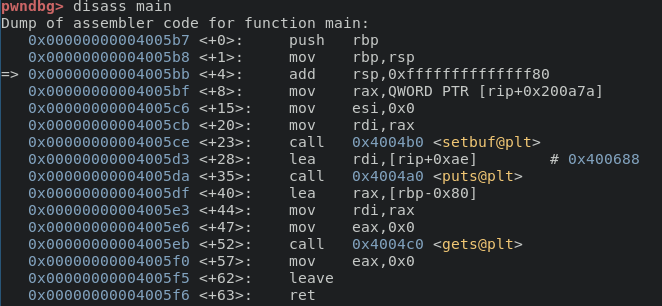 pwndbg> disass main
Dump of assembler code for function main:
   0x00000000004005b7 <+0>:     push   rbp
   0x00000000004005b8 <+1>:     mov    rbp,rsp
=> 0x00000000004005bb <+4>:     add    rsp,0xffffffffffffff80
   0x00000000004005bf <+8>:     mov    rax,QWORD PTR [rip+0x200a7a]
   0x00000000004005c6 <+15>:    mov    esi,0x0
   0x00000000004005cb <+20>:    mov    rdi,rax
   0x00000000004005ce <+23>:    call   0x4004b0 <setbuf@plt>
   0x00000000004005d3 <+28>:    lea    rdi,[rip+0xae]        # 0x400688
   0x00000000004005da <+35>:    call   0x4004a0 <puts@plt>
   0x00000000004005df <+40>:    lea    rax,[rbp-0x80]
   0x00000000004005e3 <+44>:    mov    rdi,rax
   0x00000000004005e6 <+47>:    mov    eax,0x0
   0x00000000004005eb <+52>:    call   0x4004c0 <gets@plt>
   0x00000000004005f0 <+57>:    mov    eax,0x0
   0x00000000004005f5 <+62>:    leave
   0x00000000004005f6 <+63>:    ret